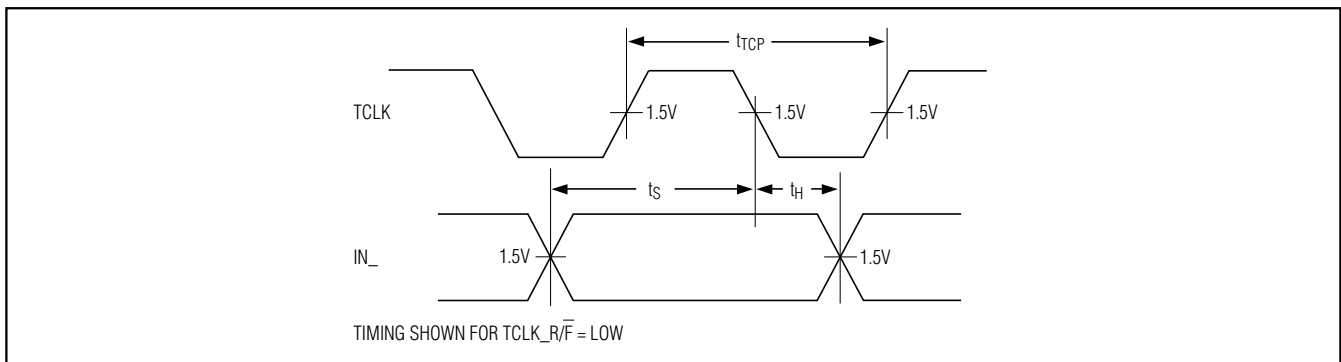 tTCP
TCLK
1.5V
1.5V
1.5V
tS
tH
IN_
1.5V
1.5V
TIMING SHOWN FOR TCLK_R/F̅ = LOW